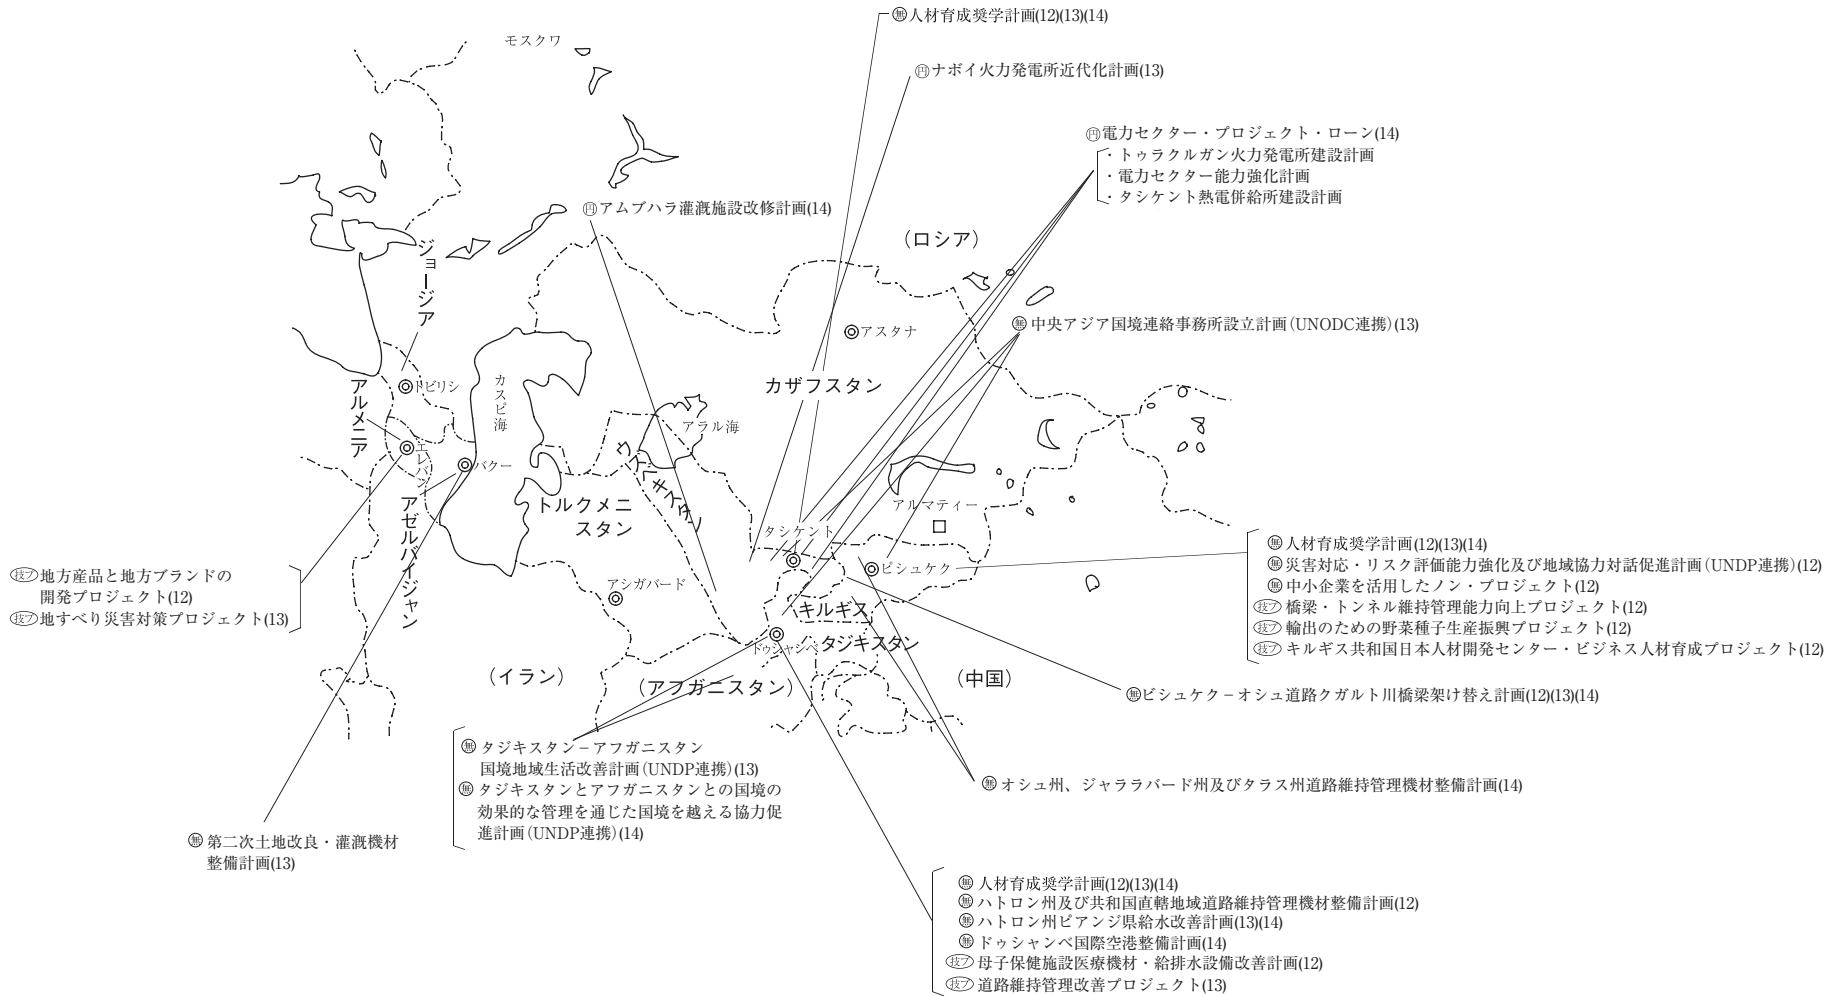 ㊀無 人材育成奨学計画(12)(13)(14)
モスクワ
円 ナボイ火力発電所近代化計画(13)
円 電力セクター・プロジェクト・ローン(14)
・トゥラクルガン火力発電所建設計画
・電力セクター能力強化計画
・タシケント熱電併給所建設計画
円 アムブハラ灌漑施設改修計画(14)
(ロシア)
ジョージア
無 中央アジア国境連絡事務所設立計画(UNODC連携)(13)
アスタナ
カザフスタン
カスピ海
トビリシ
アルメニア
アラル海
エレバン
バクー
ウズベキスタン
トルクメニ
スタン
アゼルバイジャン
アルマティー
タシケント
ビシュケク
アシガバード
キルギス
ドゥシャンベ
タジキスタン
(イラン)
(アフガニスタン)
(中国)
技プ 地方産品と地方ブランドの
開発プロジェクト(12)
技プ 地すべり災害対策プロジェクト(13)
無 人材育成奨学計画(12)(13)(14)
無 災害対応・リスク評価能力強化及び地域協力対話促進計画(UNDP連携)(12)
無 中小企業を活用したノン・プロジェクト(12)
技プ 橋梁・トンネル維持管理能力向上プロジェクト(12)
技プ 輸出のための野菜種子生産振興プロジェクト(12)
技プ キルギス共和国日本人材開発センター・ビジネス人材育成プロジェクト(12)
無 ビシュケク－オシュ道路クガルト川橋梁架け替え計画(12)(13)(14)
無 タジキスタン－アフガニスタン
国境地域生活改善計画(UNDP連携)(13)
無 タジキスタンとアフガニスタンとの国境の
効果的な管理を通じた国境を越える協力促
進計画(UNDP連携)(14)
無 オシュ州、ジャララバード州及びタラス州道路維持管理機材整備計画(14)
無 第二次土地改良・灌漑機材
整備計画(13)
無 人材育成奨学計画(12)(13)(14)
無 ハトロン州及び共和国直轄地域道路維持管理機材整備計画(12)
無 ハトロン州ピアンジ県給水改善計画(13)(14)
無 ドゥシャンベ国際空港整備計画(14)
技プ 母子保健施設医療機材・給排水設備改善計画(12)
技プ 道路維持管理改善プロジェクト(13)